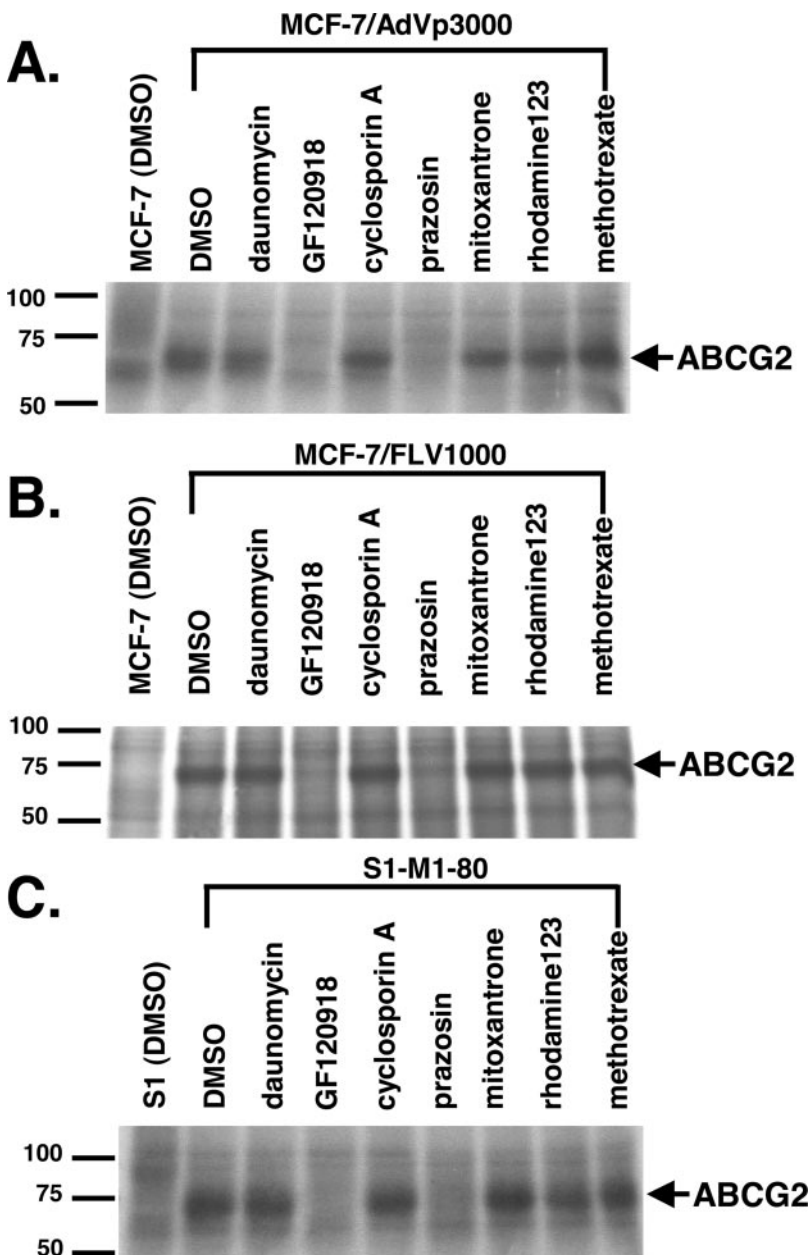 A.
MCF-7/AdVp3000
MCF-7 (DMSO)
DMSO
daunomycin
GF120918
cyclosporin A
prazosin
mitoxantrone
rhodamine123
methotrexate
100
75
50
ABCG2
B.
MCF-7/FLV1000
MCF-7 (DMSO)
DMSO
daunomycin
GF120918
cyclosporin A
prazosin
mitoxantrone
rhodamine123
methotrexate
100
75
50
ABCG2
C.
S1-M1-80
S1 (DMSO)
DMSO
daunomycin
GF120918
cyclosporin A
prazosin
mitoxantrone
rhodamine123
methotrexate
100
75
50
ABCG2